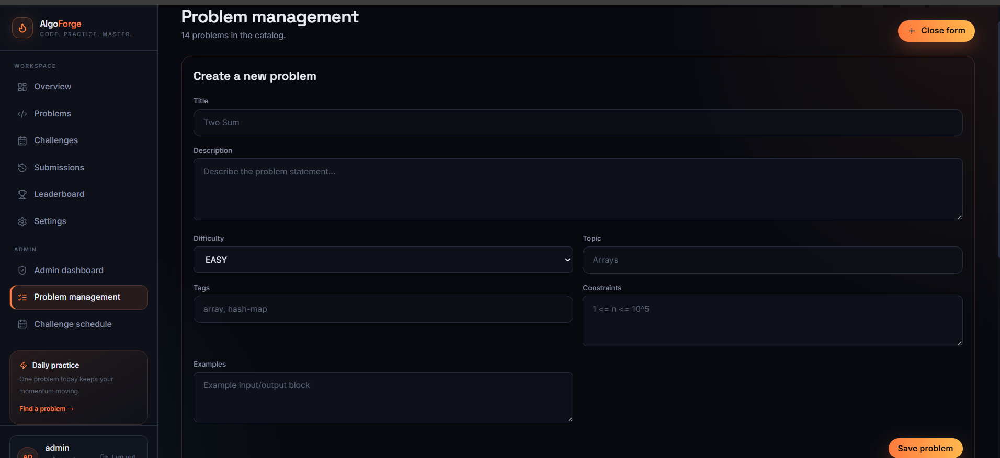 AlgoForge
CODE. PRACTICE. MASTER.
WORKSPACE
Overview
Problems
Challenges
Submissions
Leaderboard
Settings
ADMIN
Admin dashboard
Problem management
Challenge schedule
Daily practice
One problem today keeps your
momentum moving.
Find a problem →
admin
AD
Log out
Problem management
14 problems in the catalog.
+ Close form
Create a new problem
Title
Two Sum
Description
Describe the problem statement...
Difficulty
EASY
Topic
Arrays
Tags
array, hash-map
Constraints
1 <= n <= 10^5
Examples
Example input/output block
Save problem